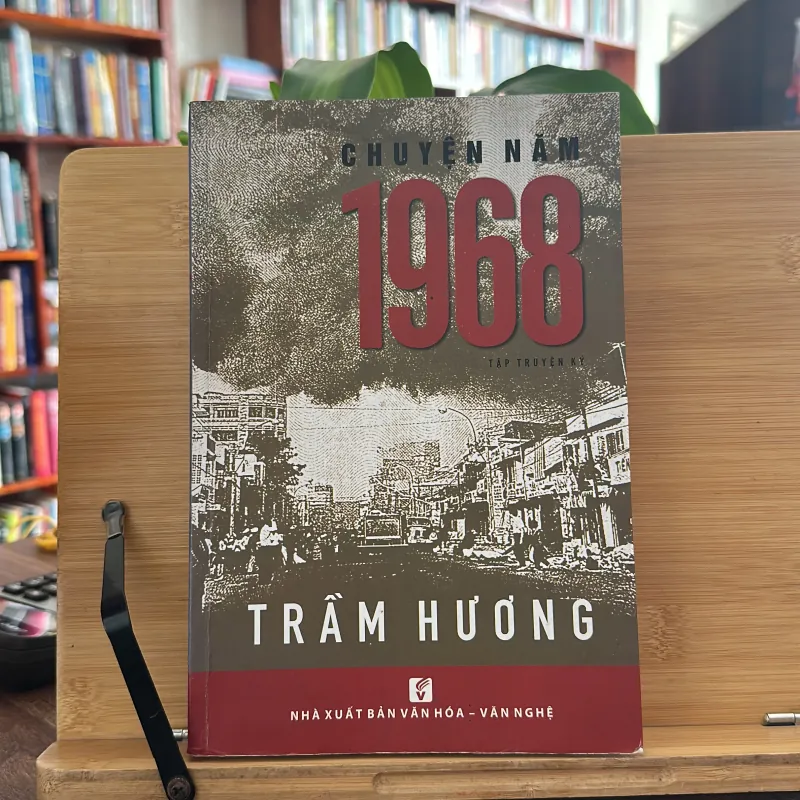 CHUYỆN NĂM
1968
TẬP TRUYỆN KÝ
TRẦM HƯƠNG
NHÀ XUẤT BẢN VĂN HÓA – VĂN NGHỆ